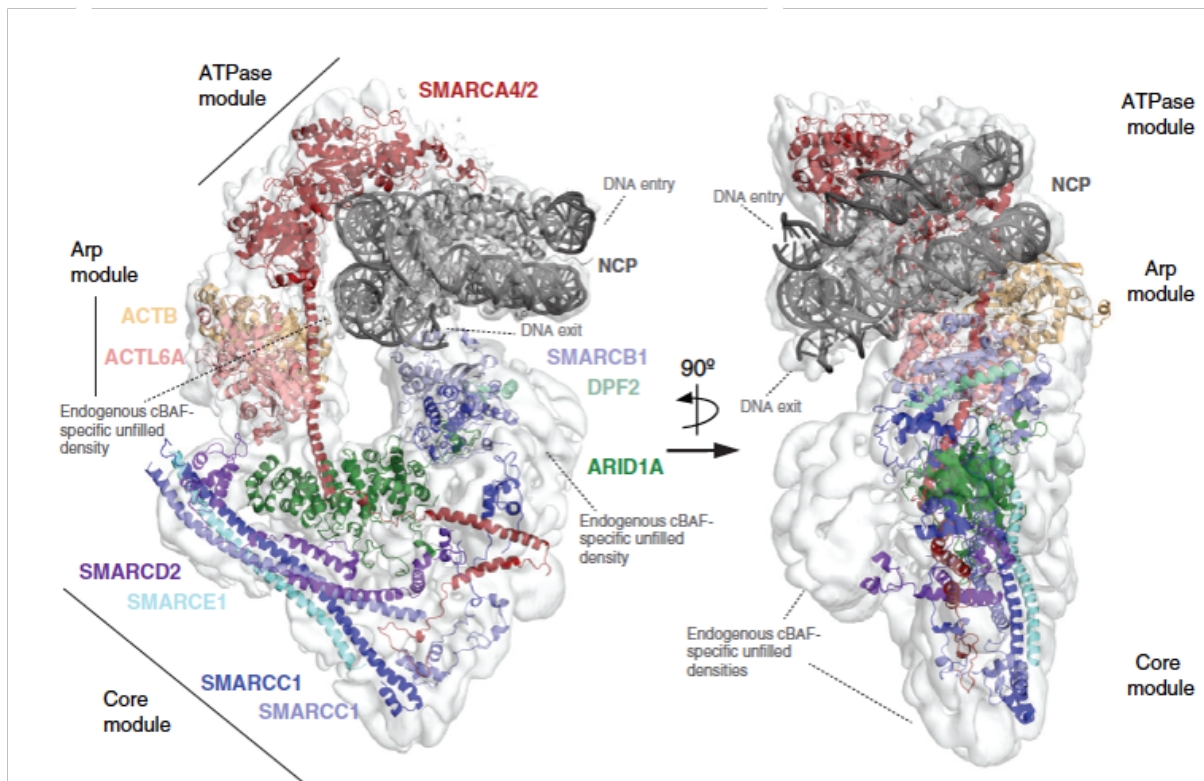 ATPase
module
SMARCA4/2
DNA entry
NCP
Arp
module
ACTB
ACTL6A
DNA exit
SMARCB1
DPF2
Endogenous cBAF-
specific unfilled
density
ARID1A
Endogenous cBAF-
specific unfilled
density
SMARCD2
SMARCE1
SMARCC1
SMARCC1
Core
module
90º
ATPase
module
NCP
DNA entry
Arp
module
DNA exit
Endogenous cBAF-
specific unfilled
densities
Core
module